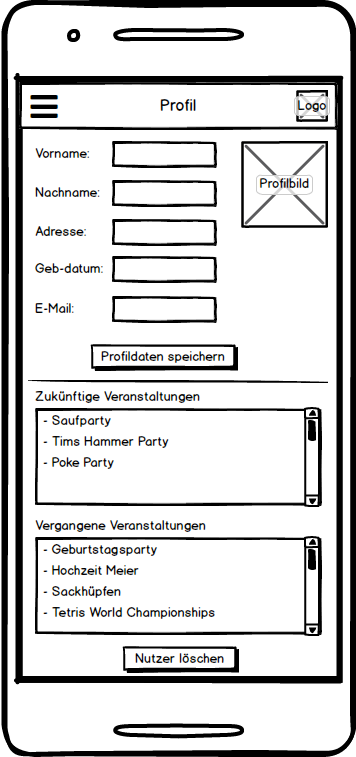 Profil
Logo
Vorname:
Profilbild
Nachname:
Adresse:
Geb-datum:
E-Mail:
Profildaten speichern
Zukünftige Veranstaltungen
- Saufparty
- Tims Hammer Party
- Poke Party
Vergangene Veranstaltungen
- Geburtstagsparty
- Hochzeit Meier
- Sackhüpfen
- Tetris World Championships
Nutzer löschen